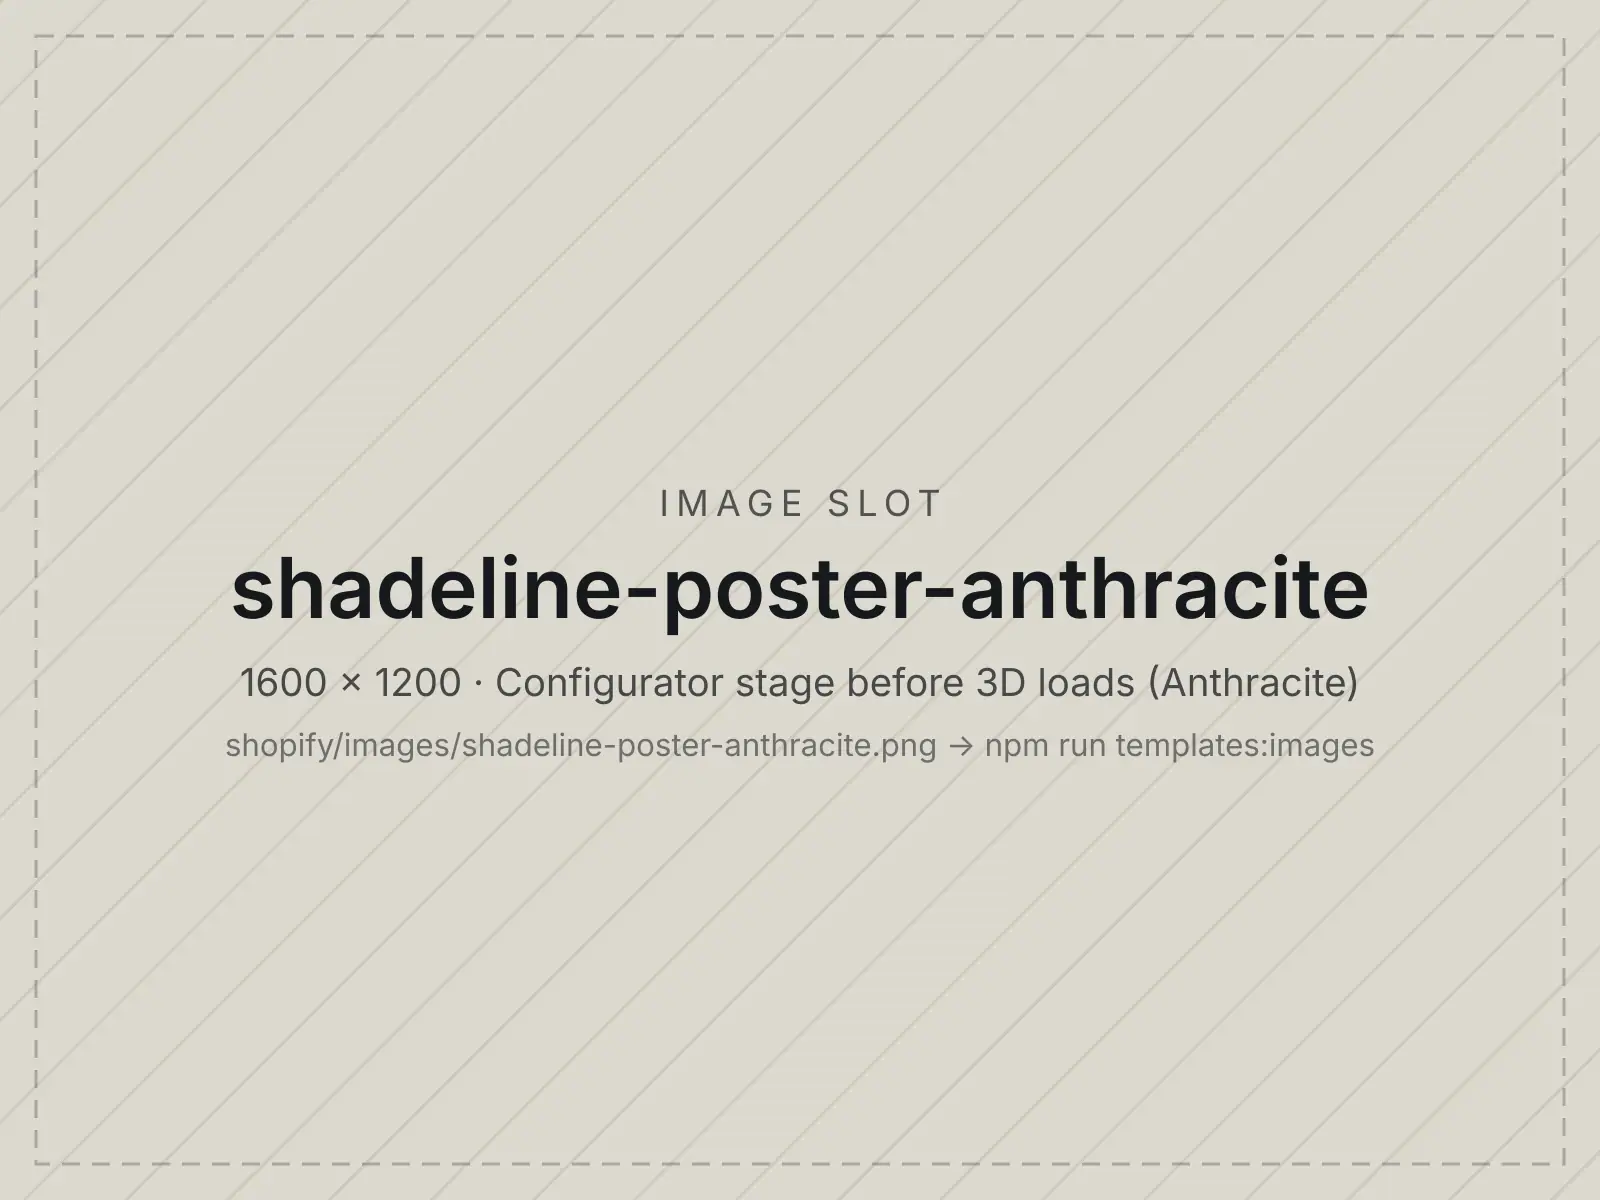 IMAGE SLOT
shadeline-poster-anthracite
1600 × 1200 · Configurator stage before 3D loads (Anthracite)
shopify/images/shadeline-poster-anthracite.png → npm run templates:images